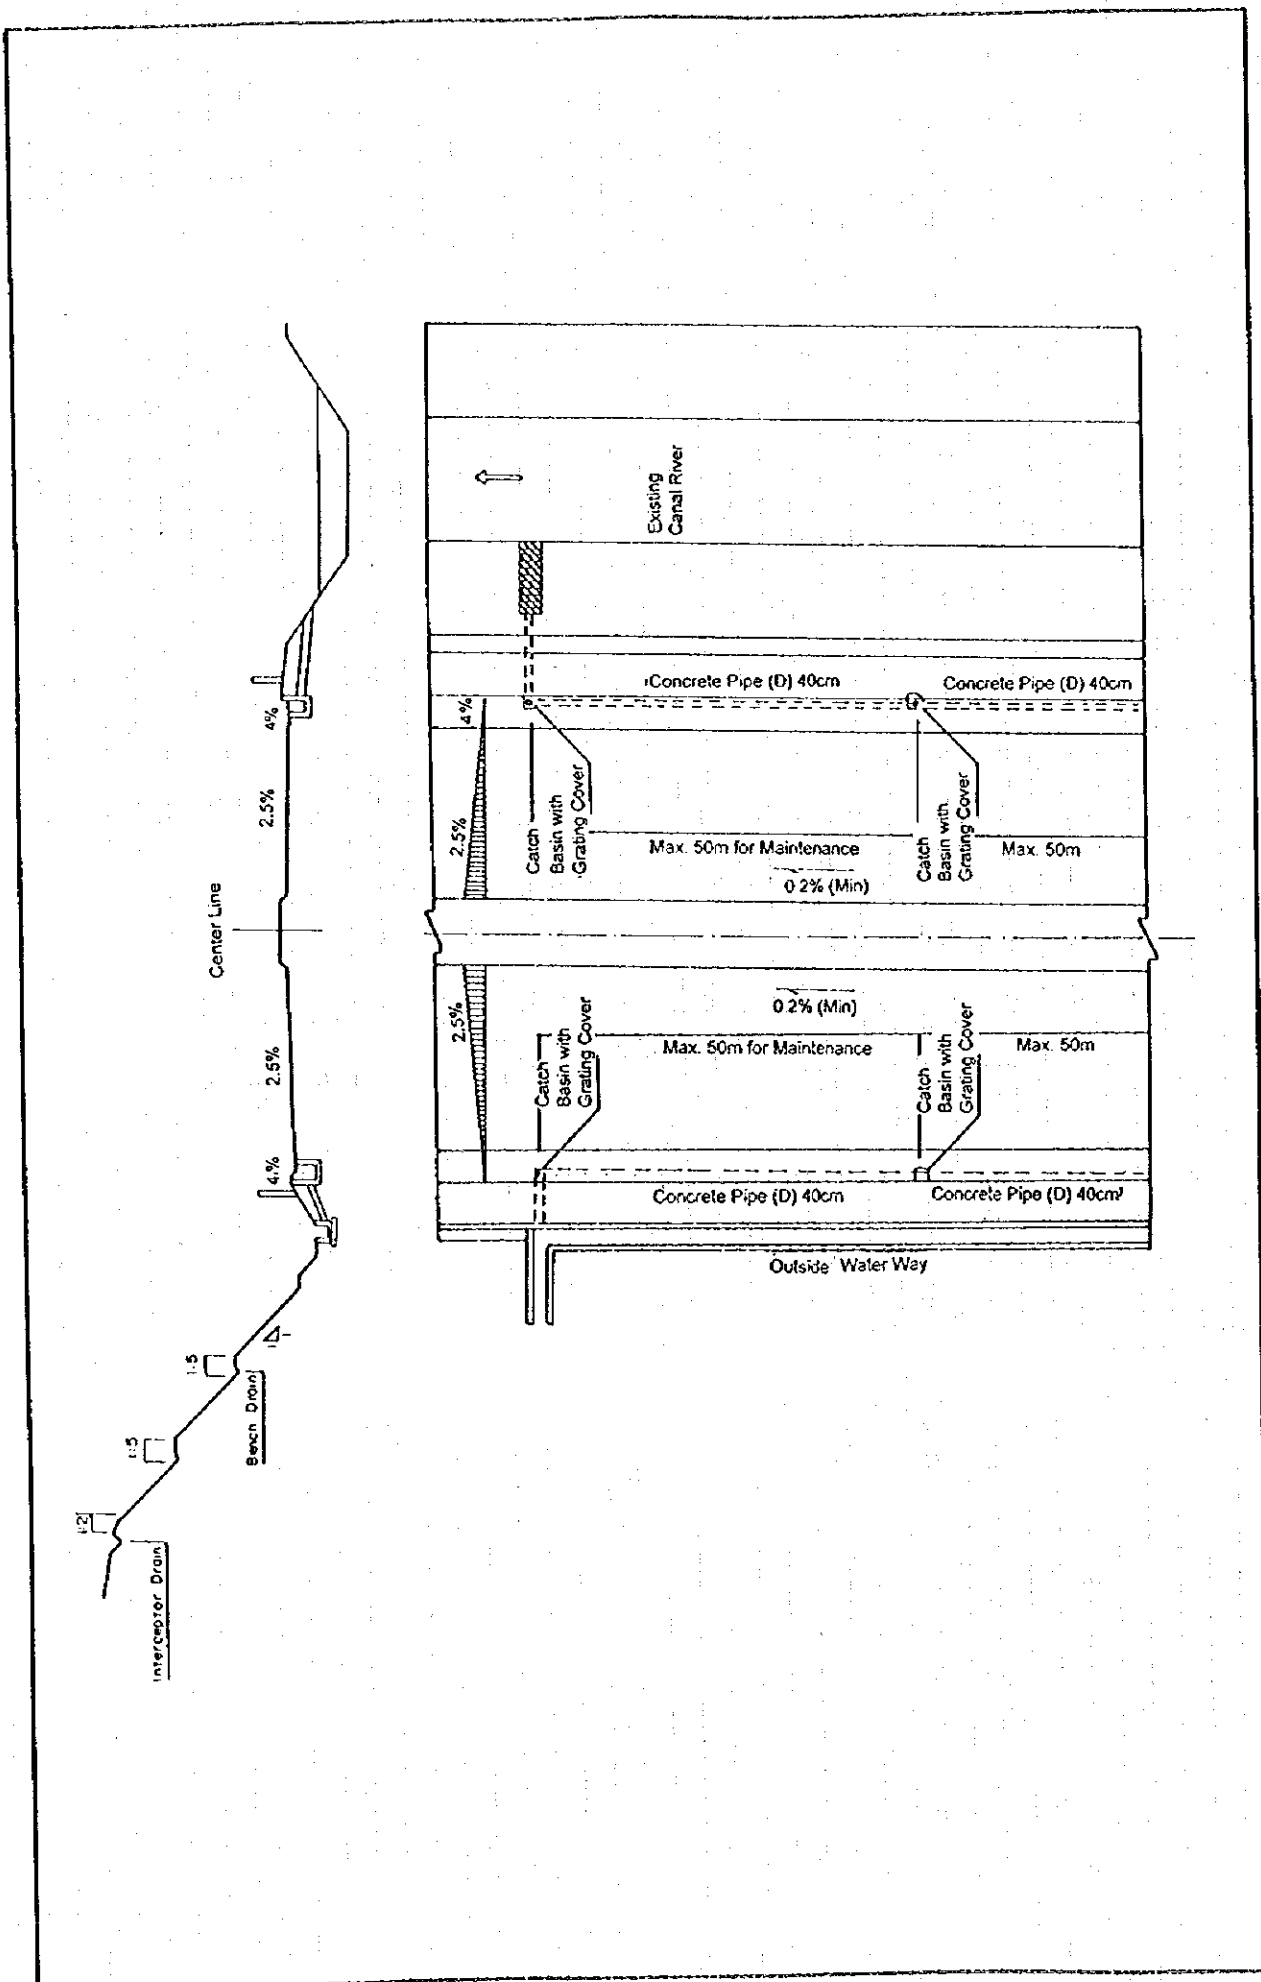 Center Line
4%
2.5%
2.5%
4%
1:5
1:5
1:2
Bench Drain
Interceptor Drain
Existing
Canal River
Concrete Pipe (D) 40cm
Concrete Pipe (D) 40cm
4%
2.5%
Catch
Basin with
Grating Cover
Catch
Basin with
Grating Cover
Max. 50m for Maintenance
Max. 50m
0.2% (Min)
2.5%
0.2% (Min)
Catch
Basin with
Grating Cover
Catch
Basin with
Grating Cover
Max. 50m for Maintenance
Max. 50m
Concrete Pipe (D) 40cm
Concrete Pipe (D) 40cm
Outside Water Way